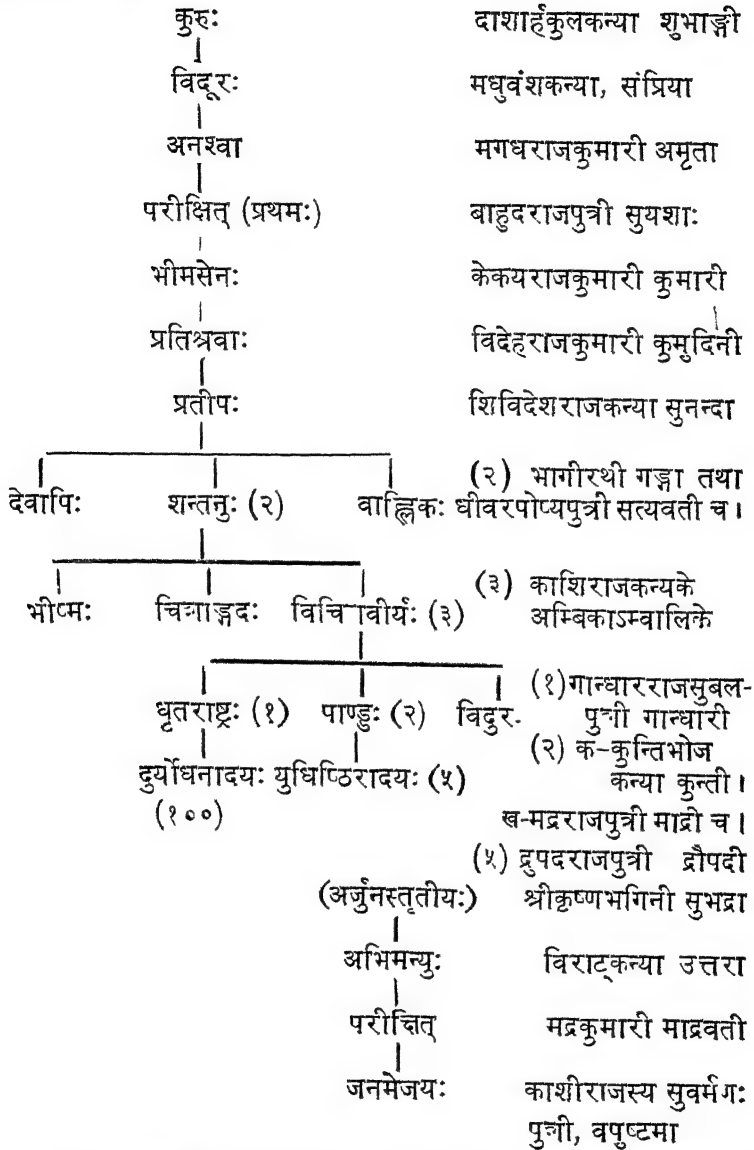 कुरुः दाशार्हकुलकन्या शुभाङ्गी
विदूरः मधुवंशकन्या, संप्रिया
अनश्वा मगधराजकुमारी अमृता
परीक्षित् (प्रथमः) बाहुदराजपुत्री सुयशाः
भीमसेनः केकयराजकुमारी कुमारी
प्रतिश्रवाः विदेहराजकुमारी कुमुदिनी
प्रतीपः शिविदेशराजकन्या सुनन्दा
(२) भागीरथी गङ्गा तथा
देवापिः शन्तनुः (२) वाह्लिकः धीवरपोष्यपुत्री सत्यवती च।
(३) काशिराजकन्यके
भीष्मः चित्राङ्गदः विचित्रवीर्यः (३) अम्बिकाऽम्वालिके
(१) गान्धारराजसुबल-
धृतराष्ट्रः (१) पाण्डुः (२) विदुर. पुत्री गान्धारी
(२) क-कुन्तिभोज
दुर्योधनादयः युधिष्ठिरादयः (५) कन्या कुन्ती।
(१००) ख-मद्रराजपुत्री माद्री च।
(५) द्रुपदराजपुत्री द्रौपदी
(अर्जुनस्तृतीयः) श्रीकृष्णभगिनी सुभद्रा
अभिमन्युः विराट्कन्या उत्तरा
परीक्षित् मद्रकुमारी माद्रवती
जनमेजयः काशीराजस्य सुवर्मणः
पुत्री, वपुष्टमा